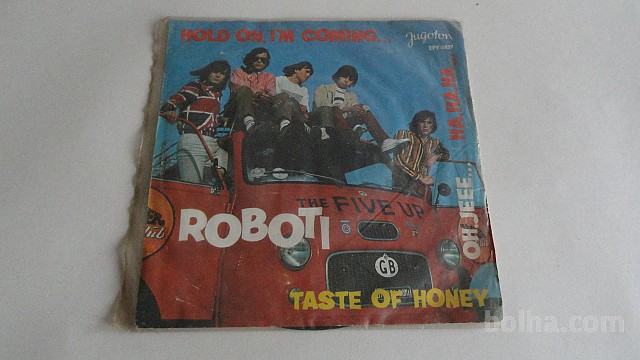 HOLD ON, I'M COMING...
Jugoton
HA, HA, HA...
OH, JEEE...
THE FIVE UP
ROBOTI
GB
TASTE OF HONEY
bolha.com